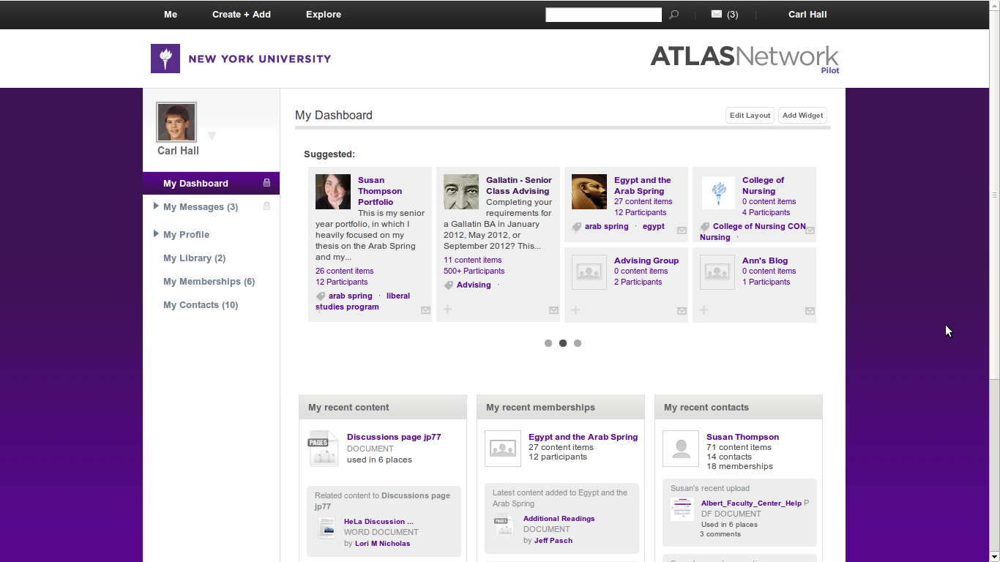 Me Create + Add Explore (3) Carl Hall
NEW YORK UNIVERSITY
ATLASNetwork
Pilot
Carl Hall
My Dashboard
My Messages (3)
My Profile
My Library (2)
My Memberships (6)
My Contacts (10)
My Dashboard
Edit Layout Add Widget
Suggested:
Susan
Thompson
Portfolio
This is my senior
year portfolio, in which I
heavily focused on my
thesis on the Arab Spring
and my...
26 content items
12 Participants
arab spring · liberal
studies program
Gallatin - Senior
Class Advising
Completing your
requirements for
a Gallatin BA in January
2012, May 2012, or
September 2012? This...
11 content items
500+ Participants
Advising ·
Egypt and the
Arab Spring
27 content items
12 Participants
arab spring · egypt
College of
Nursing
0 content items
4 Participants
College of Nursing CON
Nursing ·
Advising Group
0 content items
2 Participants
Ann's Blog
0 content items
1 Participants
My recent content
Discussions page jp77
PAGES
DOCUMENT
used in 6 places
Related content to Discussions page
jp77
HeLa Discussion ...
WORD DOCUMENT
by Lori M Nicholas
My recent memberships
Egypt and the Arab Spring
27 content items
12 participants
Latest content added to Egypt and the
Arab Spring
Additional Readings
PAGES
DOCUMENT
by Jeff Pasch
My recent contacts
Susan Thompson
71 content items
14 contacts
18 memberships
Susan's recent upload
Albert_Faculty_Center_Help P
DF DOCUMENT
Used in 6 places
3 comments